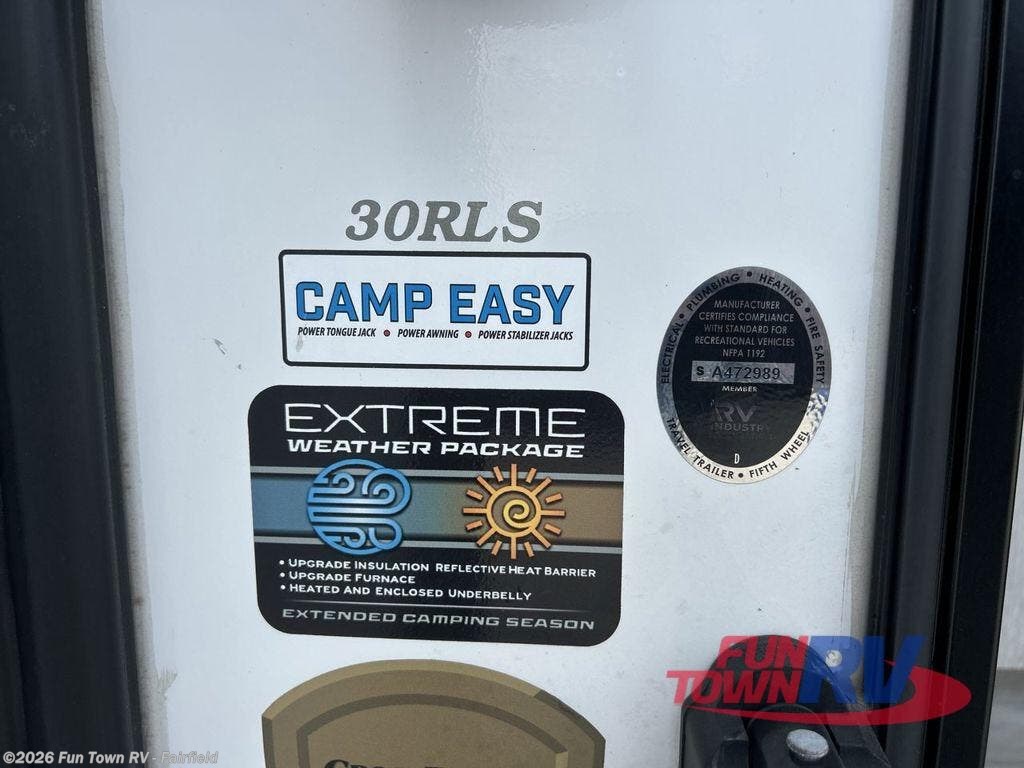 30RLS
CAMP EASY
POWER TONGUE JACK • POWER AWNING • POWER STABILIZER JACKS
EXTREME
WEATHER PACKAGE
• UPGRADE INSULATION REFLECTIVE HEAT BARRIER
• UPGRADE FURNACE
• HEATED AND ENCLOSED UNDERBELLY
EXTENDED CAMPING SEASON
ELECTRICAL • PLUMBING • HEATING • FIRE SAFETY
MANUFACTURER
CERTIFIES COMPLIANCE
WITH STANDARD FOR
RECREATIONAL VEHICLES
NFPA 1192
S A472989
MEMBER
RV
INDUSTRY
D
TRAVEL TRAILER • FIFTH WHEEL
FUN
TOWN RV
©2026 Fun Town RV - Fairfield